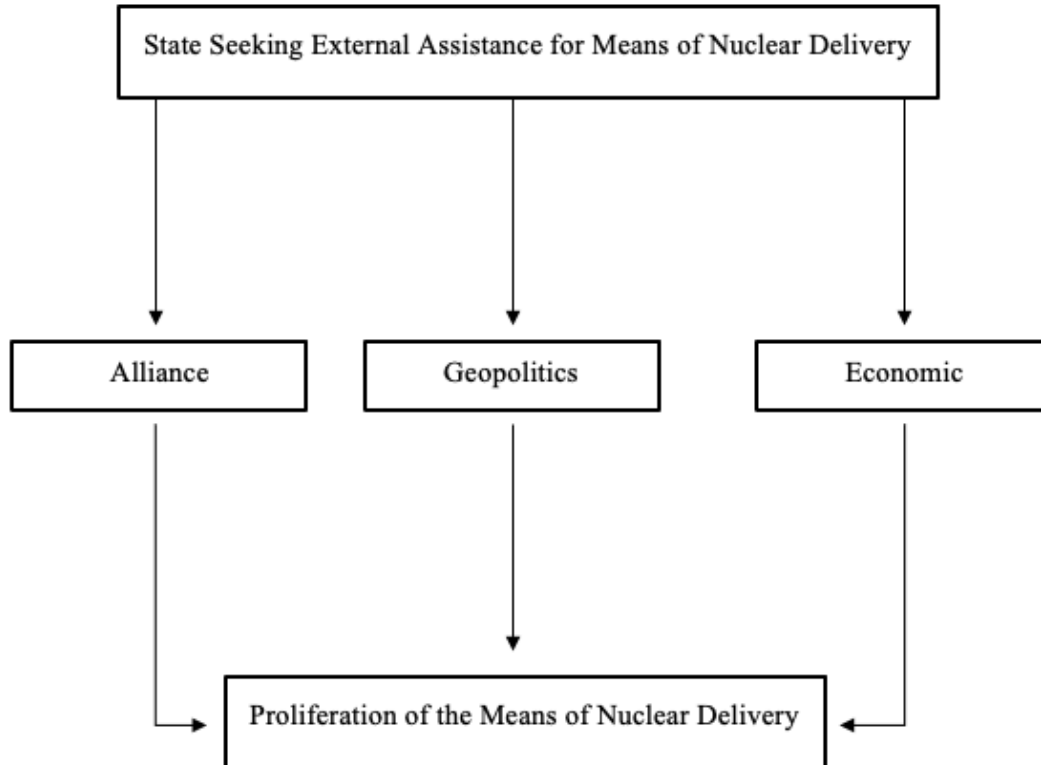 State Seeking External Assistance for Means of Nuclear Delivery
Alliance
Geopolitics
Economic
Proliferation of the Means of Nuclear Delivery